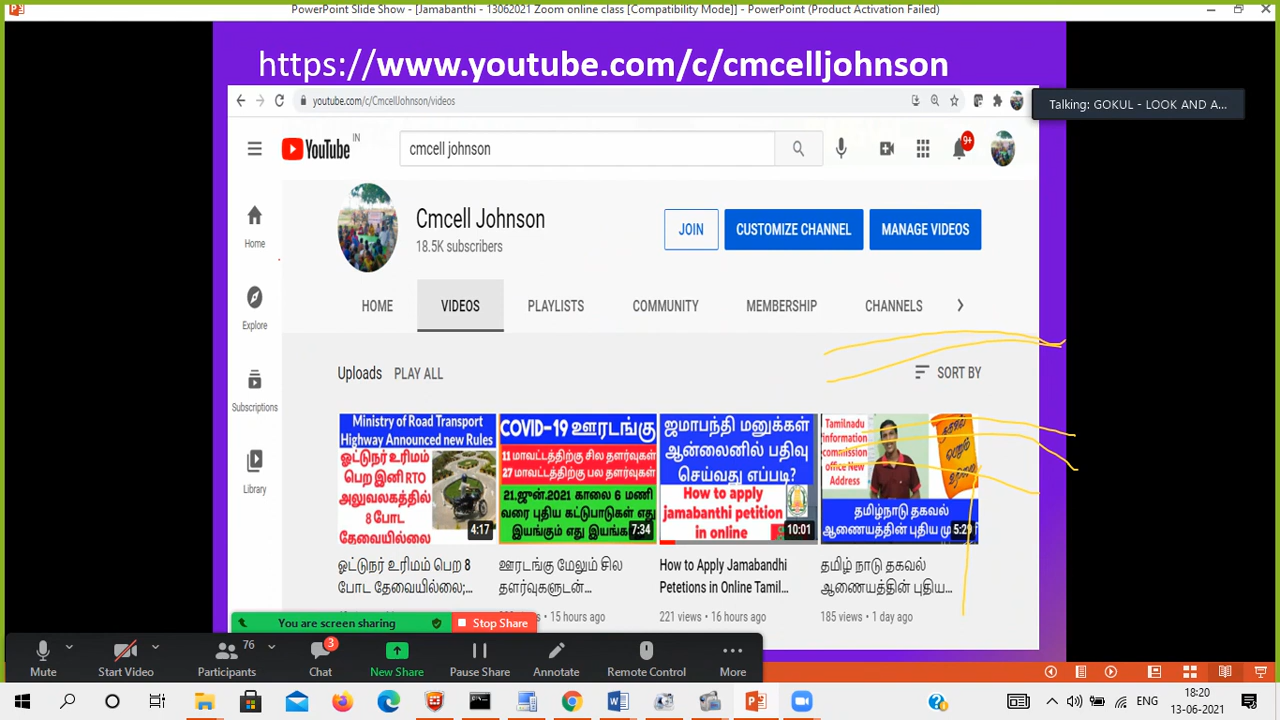 PowerPoint Slide Show - [Jamabanthi - 13062021 Zoom online class [Compatibility Mode]] - PowerPoint (Product Activation Failed)
https://www.youtube.com/c/cmcelljohnson
youtube.com/c/CmcellJohnson/videos
Talking: GOKUL - LOOK AND A...
YouTube IN
cmcell johnson
9+
Cmcell Johnson
18.5K subscribers
JOIN
CUSTOMIZE CHANNEL
MANAGE VIDEOS
Home
Explore
Subscriptions
Library
HOME
VIDEOS
PLAYLISTS
COMMUNITY
MEMBERSHIP
CHANNELS
Uploads
PLAY ALL
SORT BY
Ministry of Road Transport
Highway Announced new Rules
ஓட்டுநர் உரிமம்
பெற இனி RTO
அலுவலகத்தில்
8 போட
தேவையில்லை
4:17
COVID-19 ஊரடங்கு
11 மாவட்டத்திற்கு சில தளர்வுகள்
27 மாவட்டத்திற்கு பல தளர்வுகள்
21.ஜுன்.2021 காலை 6 மணி
வரை புதிய கட்டுபாடுகள் எது
இயங்கும் எது
7:34
ஜமாபந்தி மனுக்கள்
ஆன்லைனில் பதிவு
செய்வது எப்படி?
How to apply
jamabanthi petition
in online
10:01
Tamilnadu
information
commission
office New
Address
தமிழ்நாடு தகவல்
ஆணையத்தின் புதிய
5:29
ஓட்டுநர் உரிமம் பெற 8
போட தேவையில்லை;...
ஊரடங்கு மேலும் சில
தளர்வுகளுடன்...
• 15 hours ago
How to Apply Jamabandhi
Petetions in Online Tamil...
221 views • 16 hours ago
தமிழ் நாடு தகவல்
ஆணையத்தின் புதிய...
185 views • 1 day ago
You are screen sharing
Stop Share
Mute
Start Video
76
Participants
3
Chat
New Share
Pause Share
Annotate
Remote Control
More
ENG
18:20
13-06-2021